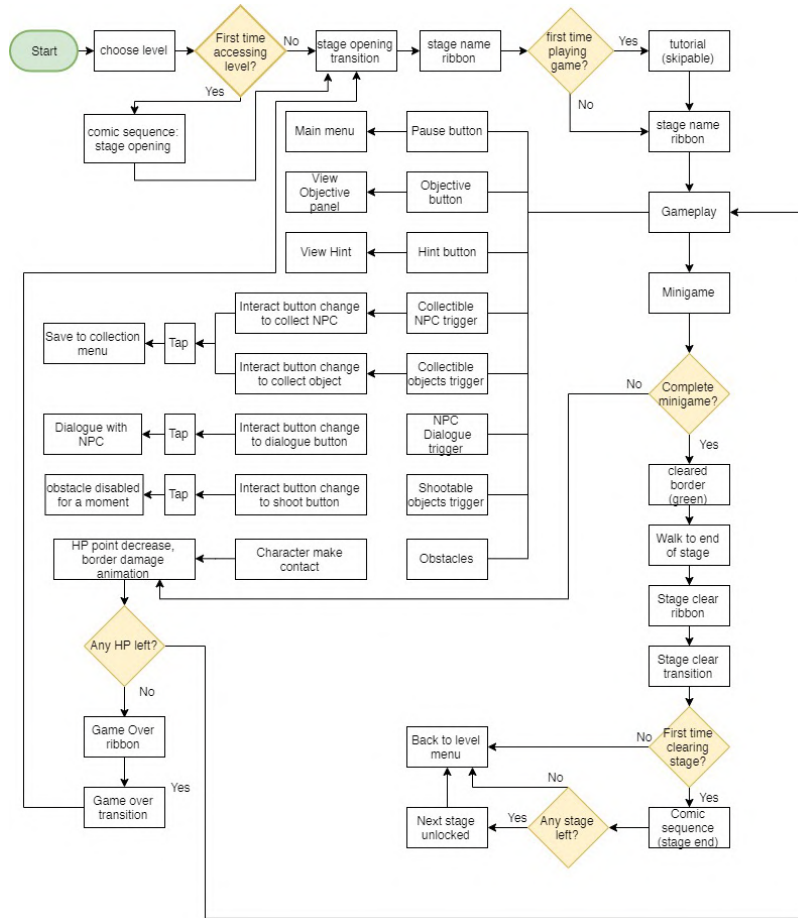 Start
choose level
First time
accessing
level?
No
Yes
stage opening
transition
stage name
ribbon
first time
playing
game?
Yes
No
tutorial
(skipable)
comic sequence:
stage opening
stage name
ribbon
Main menu
Pause button
View
Objective
panel
Objective
button
Gameplay
View Hint
Hint button
Minigame
Interact button change
to collect NPC
Collectible
NPC trigger
Save to collection
menu
Tap
Interact button change
to collect object
Collectible
objects trigger
Complete
minigame?
No
Yes
Dialogue with
NPC
Tap
Interact button change
to dialogue button
NPC
Dialogue
trigger
cleared
border
(green)
obstacle disabled
for a moment
Tap
Interact button change
to shoot button
Shootable
objects trigger
Walk to end
of stage
HP point decrease,
border damage
animation
Character make
contact
Obstacles
Stage clear
ribbon
Any HP left?
No
Yes
Stage clear
transition
Game Over
ribbon
Game over
transition
First time
clearing
stage?
No
Yes
Back to level
menu
Comic
sequence
(stage end)
Any stage
left?
No
Yes
Next stage
unlocked